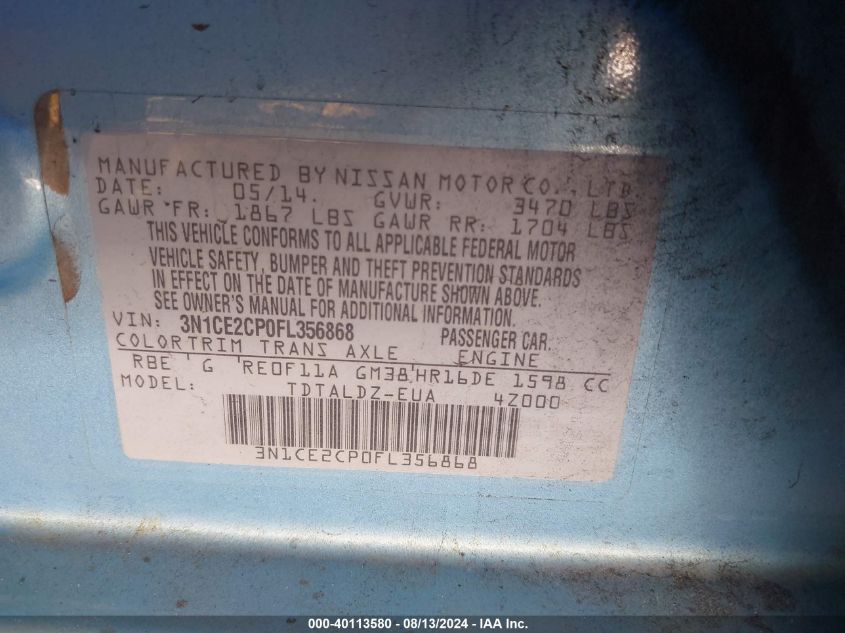 MANUFACTURED BY NISSAN MOTOR CO., LTD.
DATE: 05/14. GVWR: 3470 LBS
GAWR FR: 1867 LBS GAWR RR: 1704 LBS
THIS VEHICLE CONFORMS TO ALL APPLICABLE FEDERAL MOTOR
VEHICLE SAFETY, BUMPER AND THEFT PREVENTION STANDARDS
IN EFFECT ON THE DATE OF MANUFACTURE SHOWN ABOVE.
SEE OWNER'S MANUAL FOR ADDITIONAL INFORMATION.
VIN: 3N1CE2CP0FL356868 PASSENGER CAR.
COLOR TRIM TRANS AXLE ENGINE
RBE G RE0F11A GM38 HR16DE 1598 CC
MODEL: TDTALDZ-EUA 4Z000
3N1CE2CP0FL356868
000-40113580 - 08/13/2024 - IAA Inc.